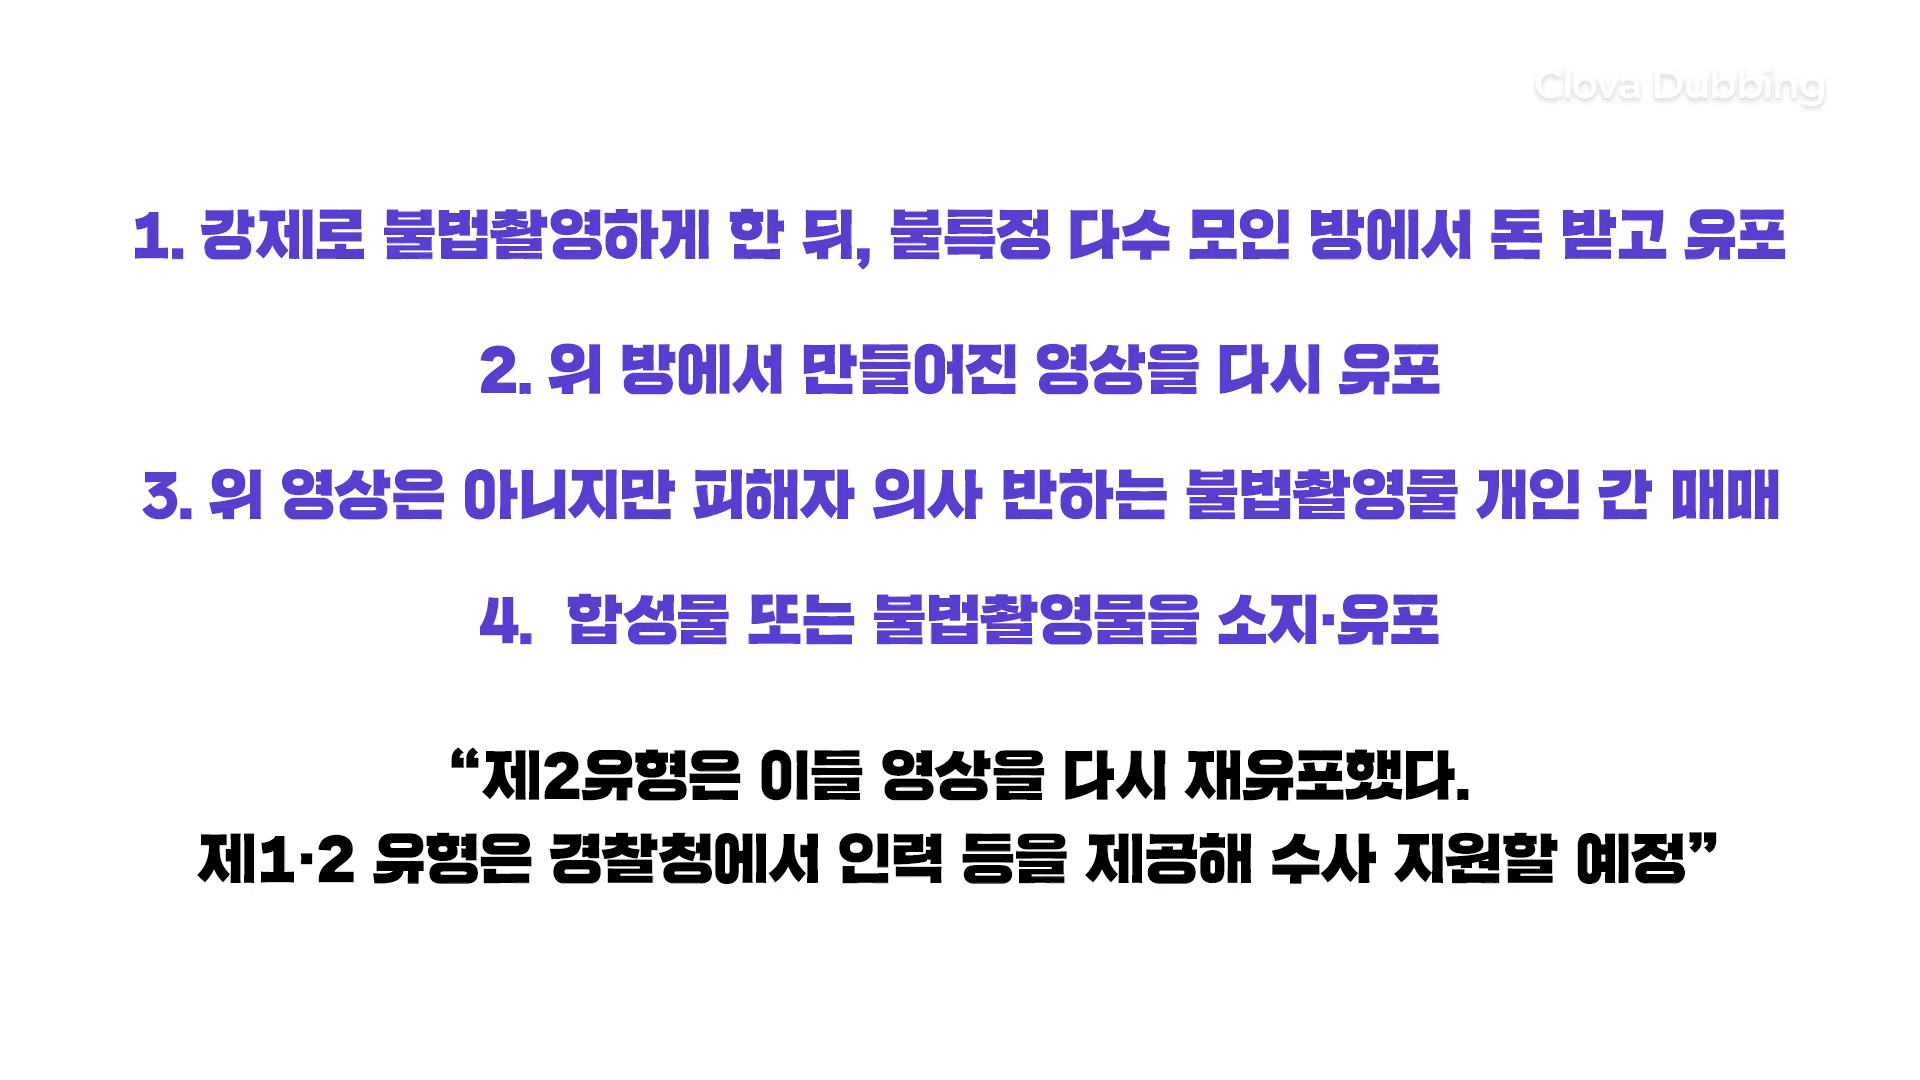 Clova Dubbing
1. 강제로 불법촬영하게 한 뒤, 불특정 다수 모인 방에서 돈 받고 유포
2. 위 방에서 만들어진 영상을 다시 유포
3. 위 영상은 아니지만 피해자 의사 반하는 불법촬영물 개인 간 매매
4. 합성물 또는 불법촬영물을 소지·유포
“제2유형은 이들 영상을 다시 재유포했다.
제1·2 유형은 경찰청에서 인력 등을 제공해 수사 지원할 예정”